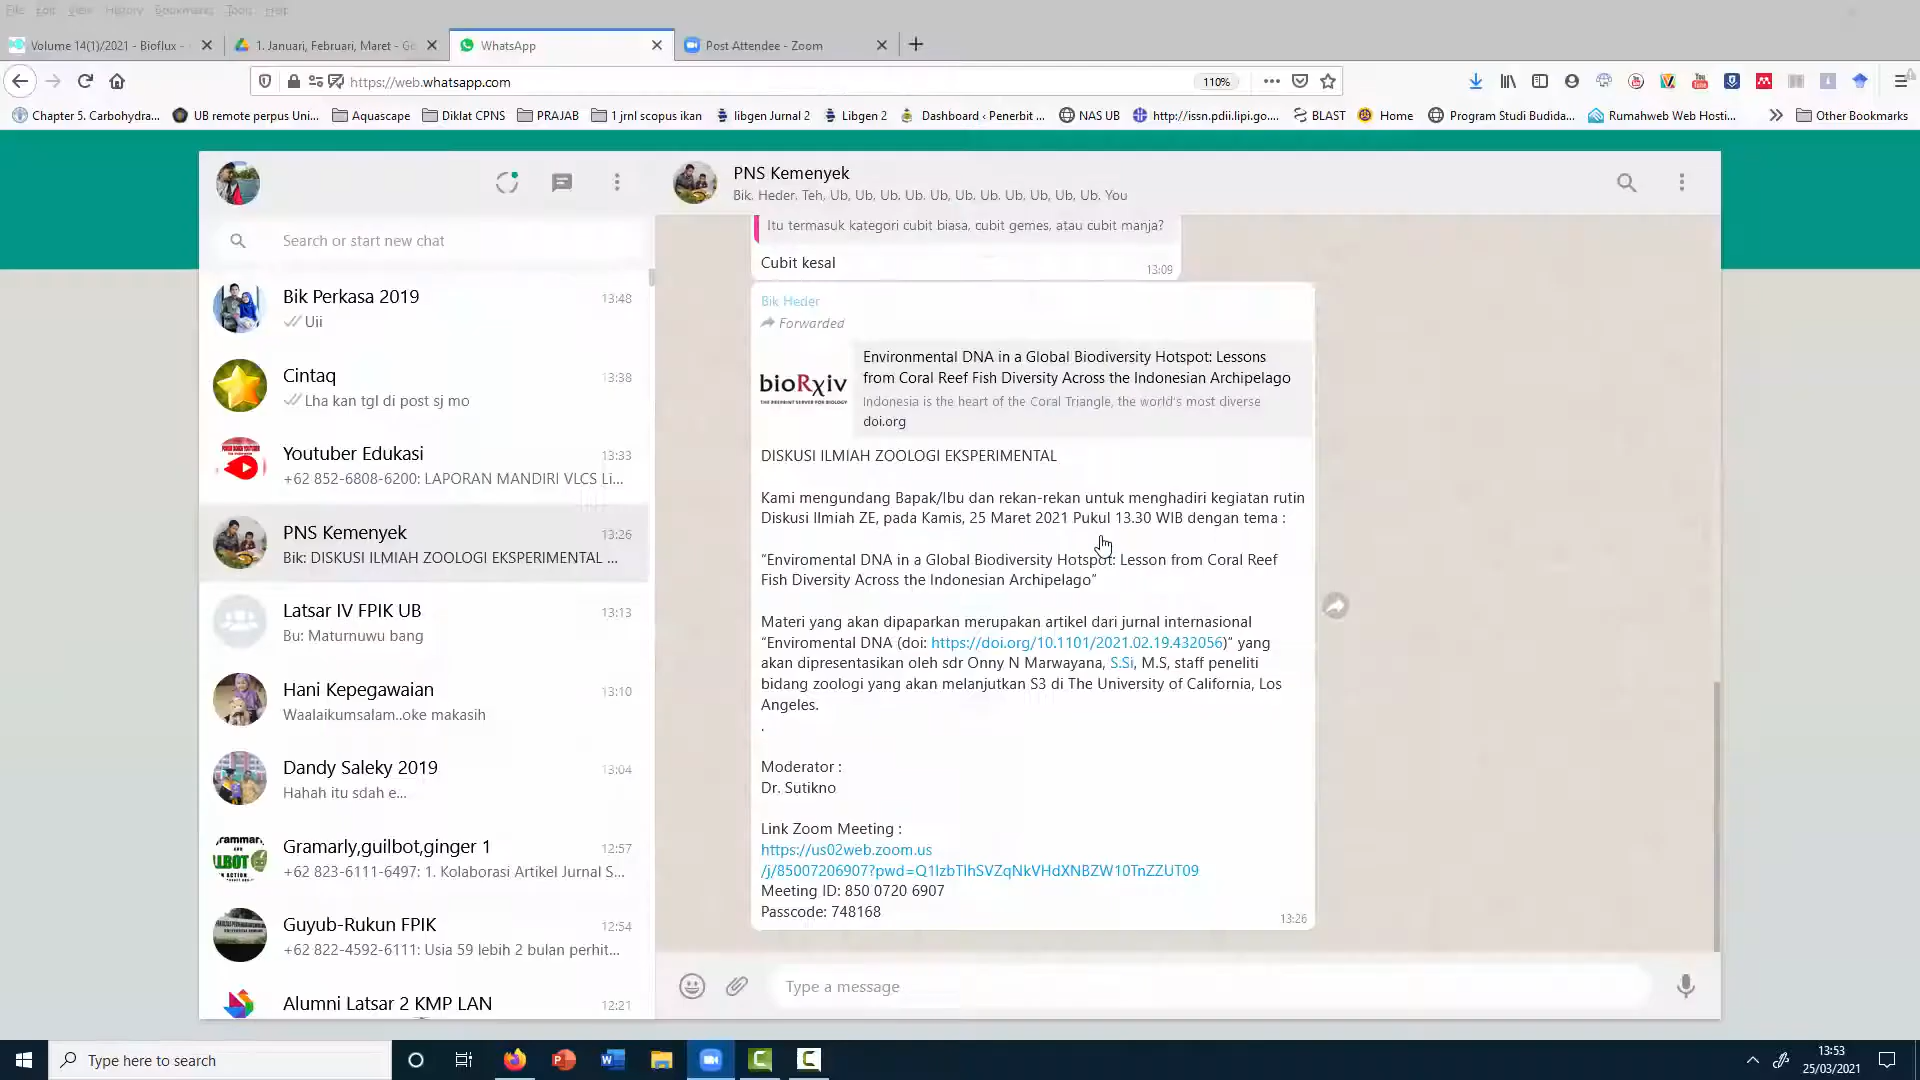 File Edit View History Bookmarks Tools Help
Volume 14(1)/2021 - Bioflux -
1. Januari, Februari, Maret - Go
WhatsApp
Post Attendee - Zoom
https://web.whatsapp.com
110%
Chapter 5. Carbohydra...
UB remote perpus Uni...
Aquascape
Diklat CPNS
PRAJAB
1 jrnl scopus ikan
libgen Jurnal 2
Libgen 2
Dashboard ‹ Penerbit ...
NAS UB
http://issn.pdii.lipi.go....
BLAST
Home
Program Studi Budida...
Rumahweb Web Hosti...
Other Bookmarks
PNS Kemenyek
Bik, Heder, Teh, Ub, Ub, Ub, Ub, Ub, Ub, Ub, Ub, Ub, Ub, Ub, You
Search or start new chat
Bik Perkasa 2019
13:48
Uii
Cintaq
13:38
Lha kan tgl di post sj mo
Youtuber Edukasi
13:33
+62 852-6808-6200: LAPORAN MANDIRI VLCS Li...
PNS Kemenyek
13:26
Bik: DISKUSI ILMIAH ZOOLOGI EKSPERIMENTAL ...
Latsar IV FPIK UB
13:13
Bu: Maturnuwu bang
Hani Kepegawaian
13:10
Waalaikumsalam..oke makasih
Dandy Saleky 2019
13:04
Hahah itu sdah e...
Gramarly,guilbot,ginger 1
12:57
+62 823-6111-6497: 1. Kolaborasi Artikel Jurnal S...
Guyub-Rukun FPIK
12:54
+62 822-4592-6111: Usia 59 lebih 2 bulan perhit...
Alumni Latsar 2 KMP LAN
12:21
Itu termasuk kategori cubit biasa, cubit gemes, atau cubit manja?
Cubit kesal
13:09
Bik Heder
Forwarded
bioRxiv
THE PREPRINT SERVER FOR BIOLOGY
Environmental DNA in a Global Biodiversity Hotspot: Lessons
from Coral Reef Fish Diversity Across the Indonesian Archipelago
Indonesia is the heart of the Coral Triangle, the world's most diverse
doi.org
DISKUSI ILMIAH ZOOLOGI EKSPERIMENTAL
Kami mengundang Bapak/Ibu dan rekan-rekan untuk menghadiri kegiatan rutin
Diskusi Ilmiah ZE, pada Kamis, 25 Maret 2021 Pukul 13.30 WIB dengan tema :
“Enviromental DNA in a Global Biodiversity Hotspot: Lesson from Coral Reef
Fish Diversity Across the Indonesian Archipelago”
Materi yang akan dipaparkan merupakan artikel dari jurnal internasional
“Enviromental DNA (doi: https://doi.org/10.1101/2021.02.19.432056)” yang
akan dipresentasikan oleh sdr Onny N Marwayana, S.Si, M.S, staff peneliti
bidang zoologi yang akan melanjutkan S3 di The University of California, Los
Angeles.
.
Moderator :
Dr. Sutikno
Link Zoom Meeting :
https://us02web.zoom.us
/j/85007206907?pwd=Q1lzbTlhSVZqNkVHdXNBZW10TnZZUT09
Meeting ID: 850 0720 6907
Passcode: 748168
13:26
Type a message
Type here to search
13:53
25/03/2021